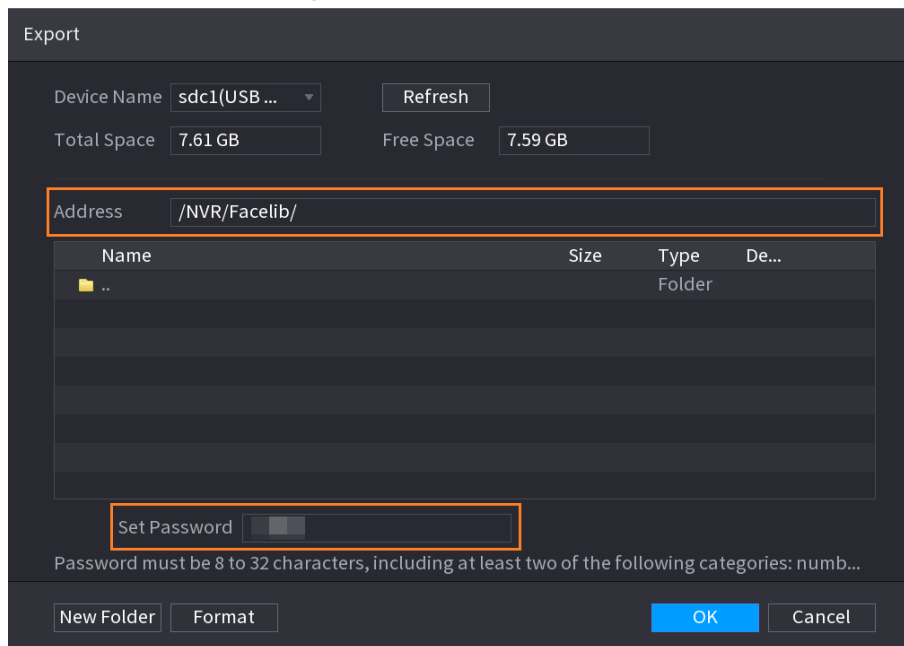 Export
Device Name sdc1(USB ... Refresh
Total Space 7.61 GB Free Space 7.59 GB
Address /NVR/Facelib/
Name Size Type De...
.. Folder
Set Password
Password must be 8 to 32 characters, including at least two of the following categories: numb...
New Folder Format OK Cancel